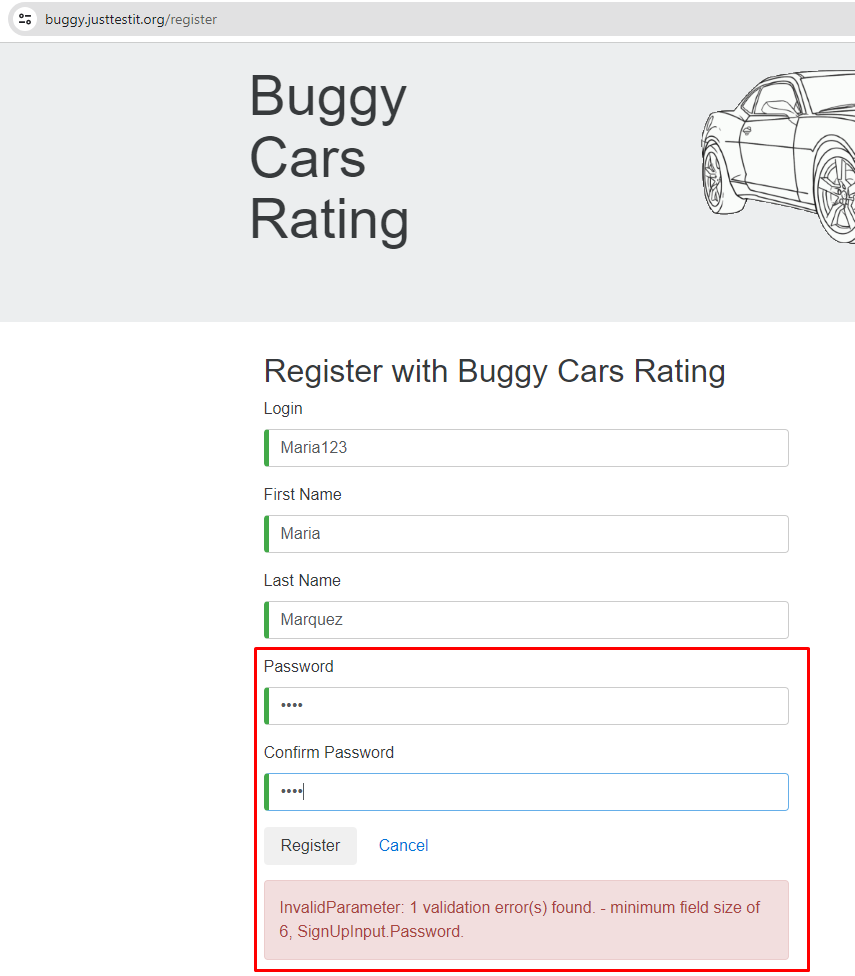 buggy.justtestit.org/register
Buggy
Cars
Rating
Register with Buggy Cars Rating
Login
Maria123
First Name
Maria
Last Name
Marquez
Password
••••
Confirm Password
••••
Register Cancel
InvalidParameter: 1 validation error(s) found. - minimum field size of
6, SignUpInput.Password.